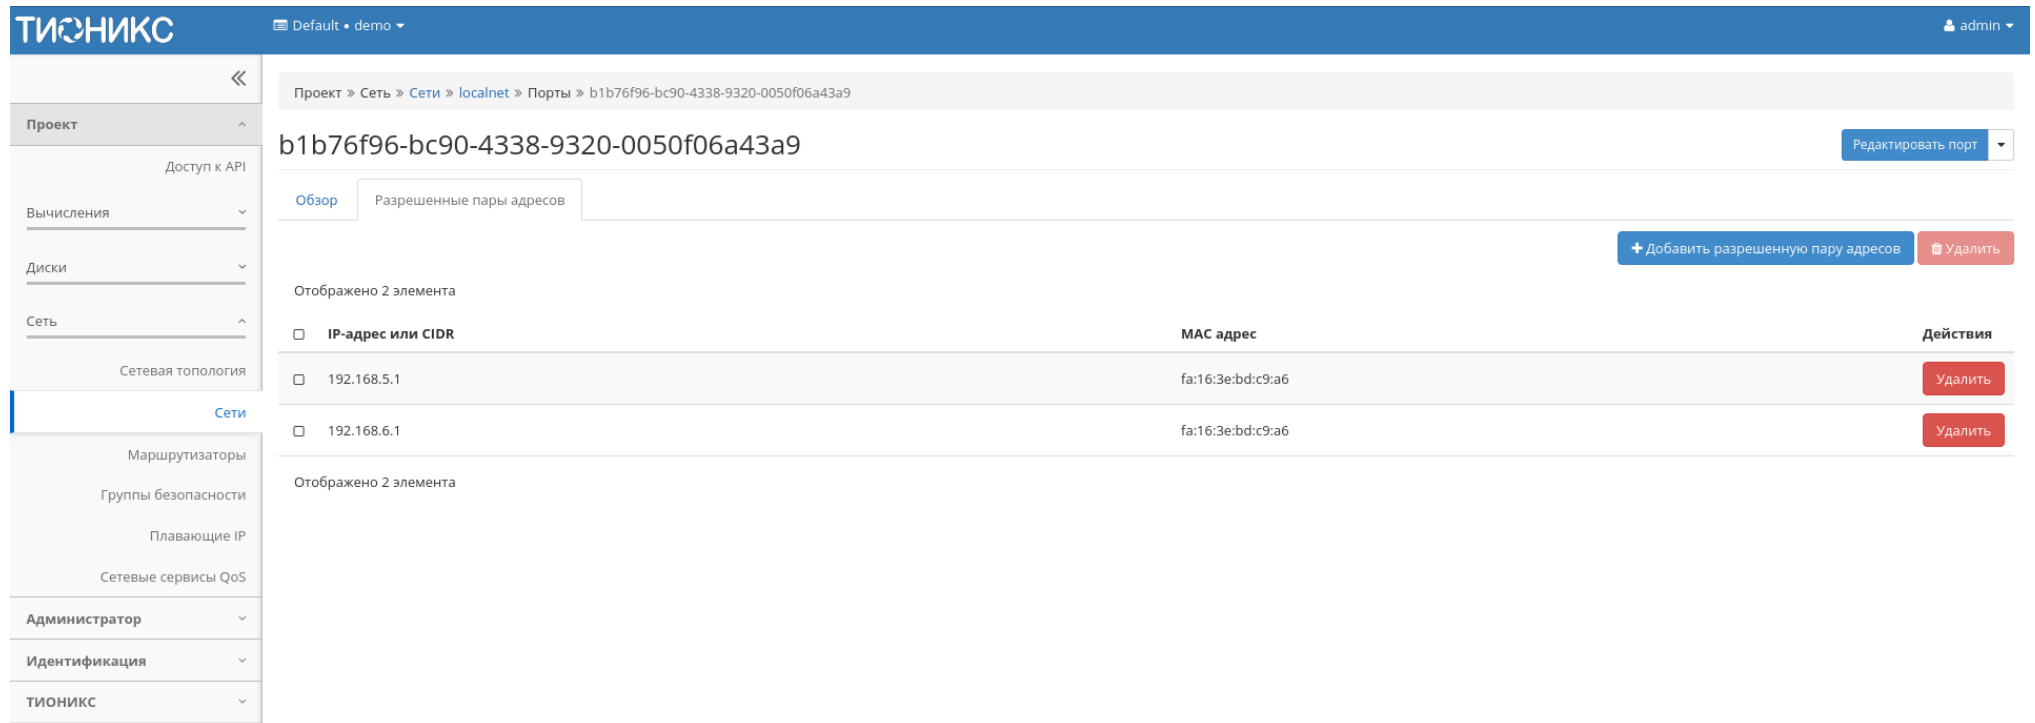 ТИОНИКС
Default • demo
admin
Проект
Доступ к API
Вычисления
Диски
Сеть
Сетевая топология
Сети
Маршрутизаторы
Группы безопасности
Плавающие IP
Сетевые сервисы QoS
Администратор
Идентификация
ТИОНИКС
Проект » Сеть » Сети » localnet » Порты » b1b76f96-bc90-4338-9320-0050f06a43a9
b1b76f96-bc90-4338-9320-0050f06a43a9
Редактировать порт
Обзор Разрешенные пары адресов
Добавить разрешенную пару адресов Удалить
Отображено 2 элемента
IP-адрес или CIDR MAC адрес Действия
192.168.5.1 fa:16:3e:bd:c9:a6 Удалить
192.168.6.1 fa:16:3e:bd:c9:a6 Удалить
Отображено 2 элемента